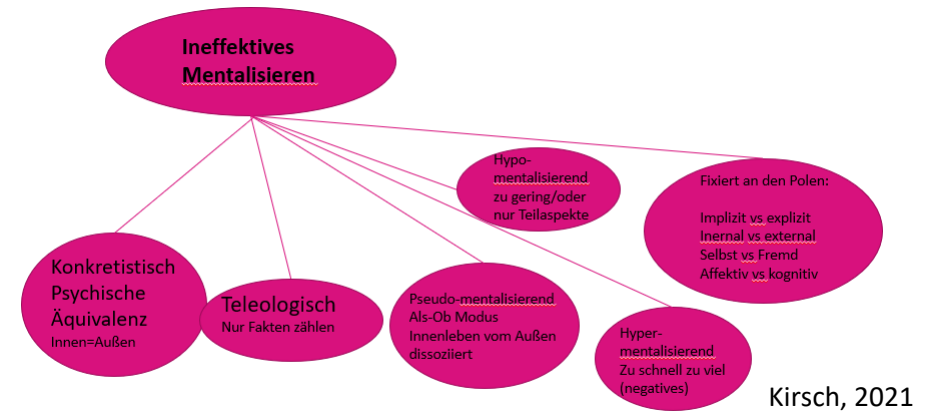 Ineffektives
Mentalisieren
Hypo-
mentalisierend
zu gering/oder
nur Teilaspekte
Fixiert an den Polen:
Implizit vs explizit
Inernal vs external
Selbst vs Fremd
Affektiv vs kognitiv
Konkretistisch
Psychische
Äquivalenz
Innen=Außen
Teleologisch
Nur Fakten zählen
Pseudo-mentalisierend
Als-Ob Modus
Innenleben vom Außen
dissoziiert
Hyper-
mentalisierend
Zu schnell zu viel
(negatives)
Kirsch, 2021